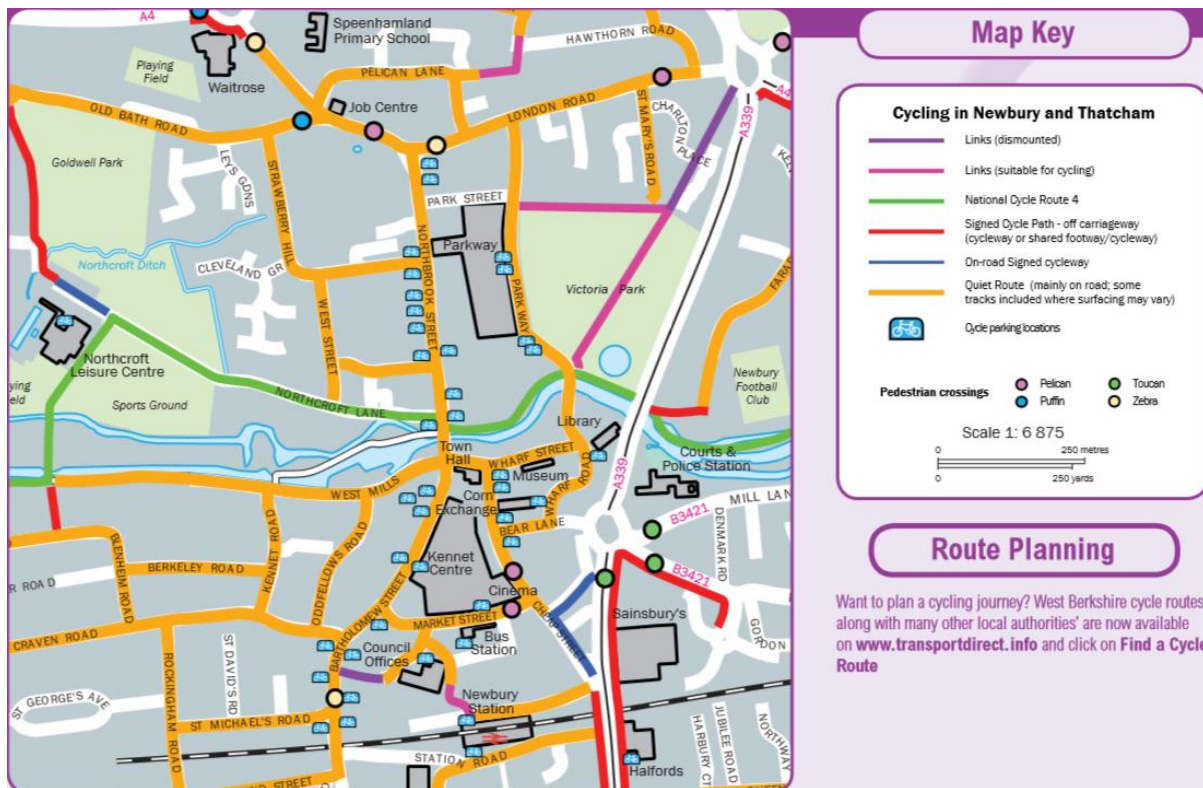 A4
Speenhamland
Primary School
HAWTHORN ROAD
Playing
Field
Waitrose
PELICAN LANE
A4
Job Centre
OLD BATH ROAD
LONDON ROAD
ST MARY'S ROAD
CHARLTON
PLACE
A339
Goldwell Park
LEYS GDNS
STRAWBERRY HILL
PARK STREET
Parkway
NORTHBROOK STREET
PARK WAY
Northcroft Ditch
CLEVELAND GR
WEST STREET
Victoria Park
Northcroft
Leisure Centre
Newbury
Football
Club
Sports Ground
NORTHCROFT LANE
Library
Town
Hall
WHARF STREET
Museum
WHARF ROAD
A339
Courts &
Police Station
WEST MILLS
Corn
Exchange
BEAR LANE
MILL LAN
B3421
DENMARK RD
BLENHEIM ROAD
BERKELEY ROAD
KENNET ROAD
ODDFELLOWS ROAD
Kennet
Centre
Cinema
B3421
R ROAD
CRAVEN ROAD
BARTHOLOMEW STREET
MARKET STREET
CHEAP STREET
Sainsbury's
Bus
Station
Council
Offices
GORDON
ST DAVID'S RD
ROCKINGHAM ROAD
ST GEORGE'S AVE
ST MICHAEL'S ROAD
Newbury
Station
STATION ROAD
Halfords
HARBURY CT
JUBILEE ROAD
NORTHWAY
STREET
Map Key
Cycling in Newbury and Thatcham
Links (dismounted)
Links (suitable for cycling)
National Cycle Route 4
Signed Cycle Path - off carriageway
(cycleway or shared footway/cycleway)
On-road Signed cycleway
Quiet Route (mainly on road; some
tracks included where surfacing may vary)
Cycle parking locations
Pedestrian crossings
Pelican
Toucan
Puffin
Zebra
Scale 1: 6 875
0 250 metres
0 250 yards
Route Planning
Want to plan a cycling journey? West Berkshire cycle routes
along with many other local authorities' are now available
on www.transportdirect.info and click on Find a Cycle
Route